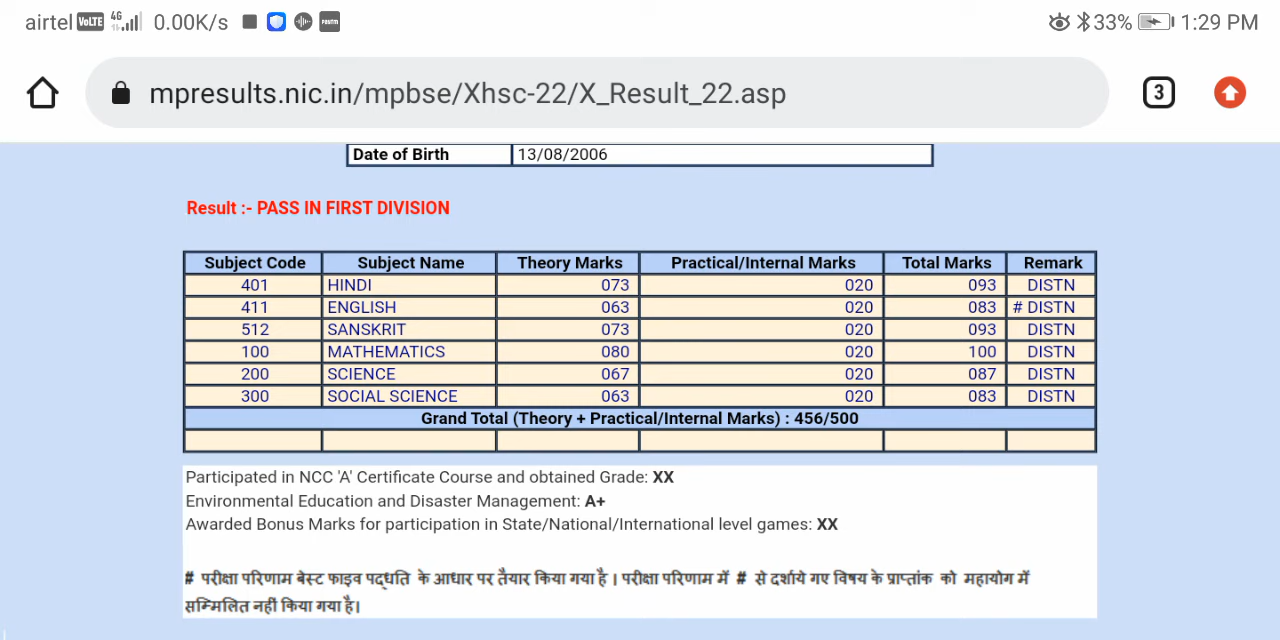 airtel VoLTE 4G 0.00K/s paytm 33% 1:29 PM
mpresults.nic.in/mpbse/Xhsc-22/X_Result_22.asp 3
Date of Birth 13/08/2006
Result :- PASS IN FIRST DIVISION
Subject Code Subject Name Theory Marks Practical/Internal Marks Total Marks Remark
401 HINDI 073 020 093 DISTN
411 ENGLISH 063 020 083 # DISTN
512 SANSKRIT 073 020 093 DISTN
100 MATHEMATICS 080 020 100 DISTN
200 SCIENCE 067 020 087 DISTN
300 SOCIAL SCIENCE 063 020 083 DISTN
Grand Total (Theory + Practical/Internal Marks) : 456/500
Participated in NCC 'A' Certificate Course and obtained Grade: XX
Environmental Education and Disaster Management: A+
Awarded Bonus Marks for participation in State/National/International level games: XX
# परीक्षा परिणाम बेस्ट फाइव पद्धति के आधार पर तैयार किया गया है । परीक्षा परिणाम में # से दर्शाये गए विषय के प्राप्तांक को महायोग में
सम्मिलित नहीं किया गया है।